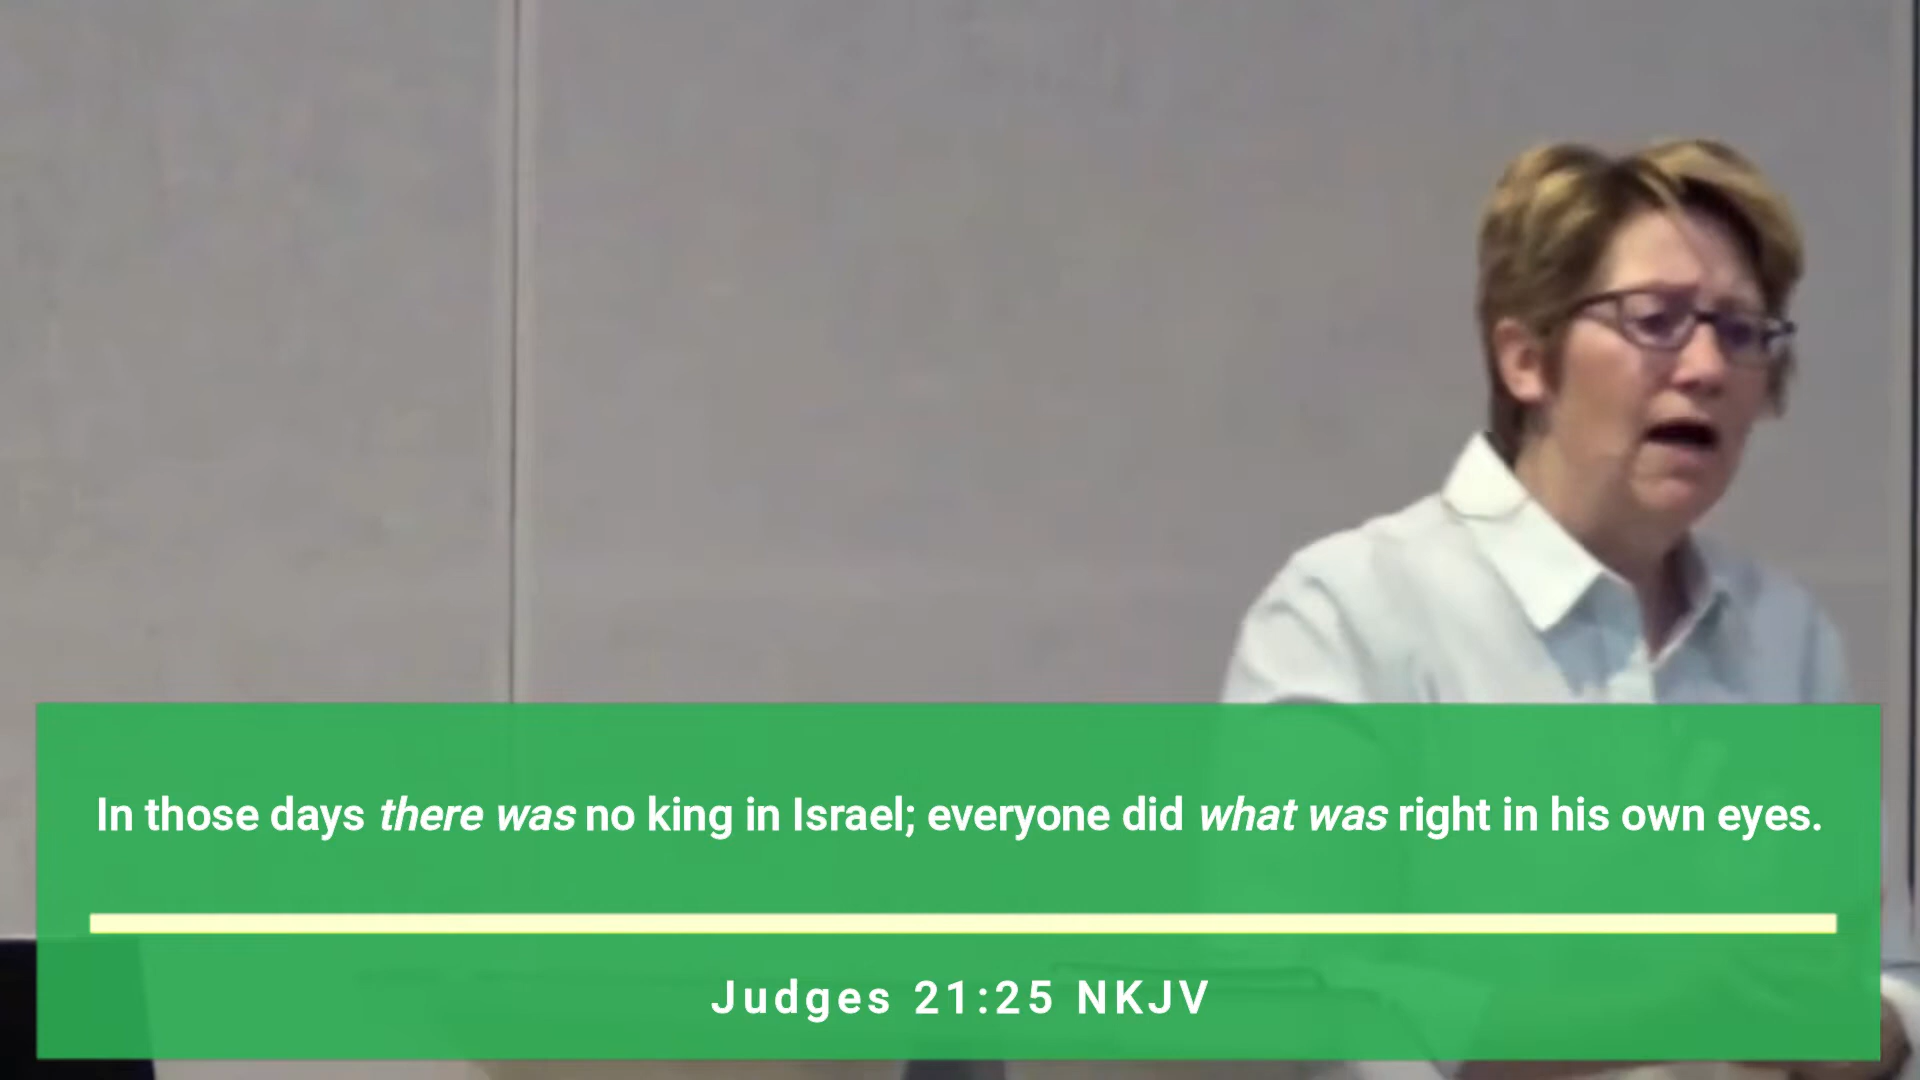 In those days there was no king in Israel; everyone did what was right in his own eyes.
Judges 21:25 NKJV